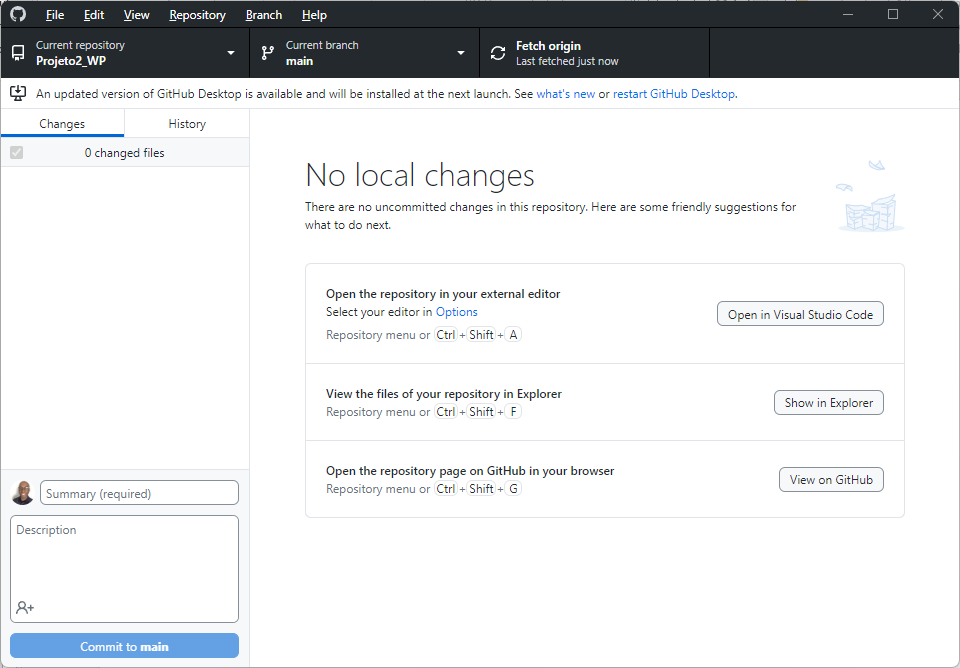 File Edit View Repository Branch Help
Current repository
Projeto2_WP
Current branch
main
Fetch origin
Last fetched just now
An updated version of GitHub Desktop is available and will be installed at the next launch. See what's new or restart GitHub Desktop.
Changes History
0 changed files
No local changes
There are no uncommitted changes in this repository. Here are some friendly suggestions for
what to do next.
Open the repository in your external editor
Select your editor in Options
Repository menu or Ctrl + Shift + A
Open in Visual Studio Code
View the files of your repository in Explorer
Repository menu or Ctrl + Shift + F
Show in Explorer
Open the repository page on GitHub in your browser
Repository menu or Ctrl + Shift + G
View on GitHub
Summary (required)
Description
Commit to main